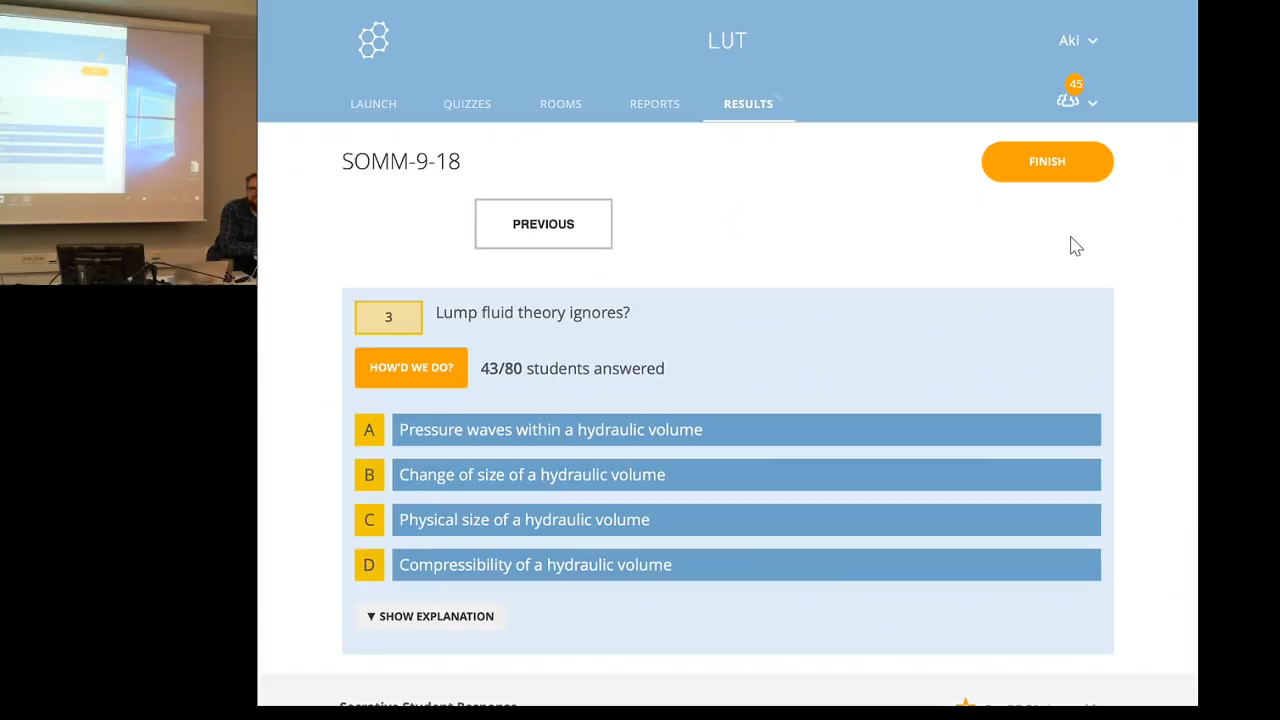 LUT
Aki
45
LAUNCH QUIZZES ROOMS REPORTS RESULTS
SOMM-9-18
FINISH
PREVIOUS
3 Lump fluid theory ignores?
HOW'D WE DO? 43/80 students answered
A Pressure waves within a hydraulic volume
B Change of size of a hydraulic volume
C Physical size of a hydraulic volume
D Compressibility of a hydraulic volume
▼ SHOW EXPLANATION